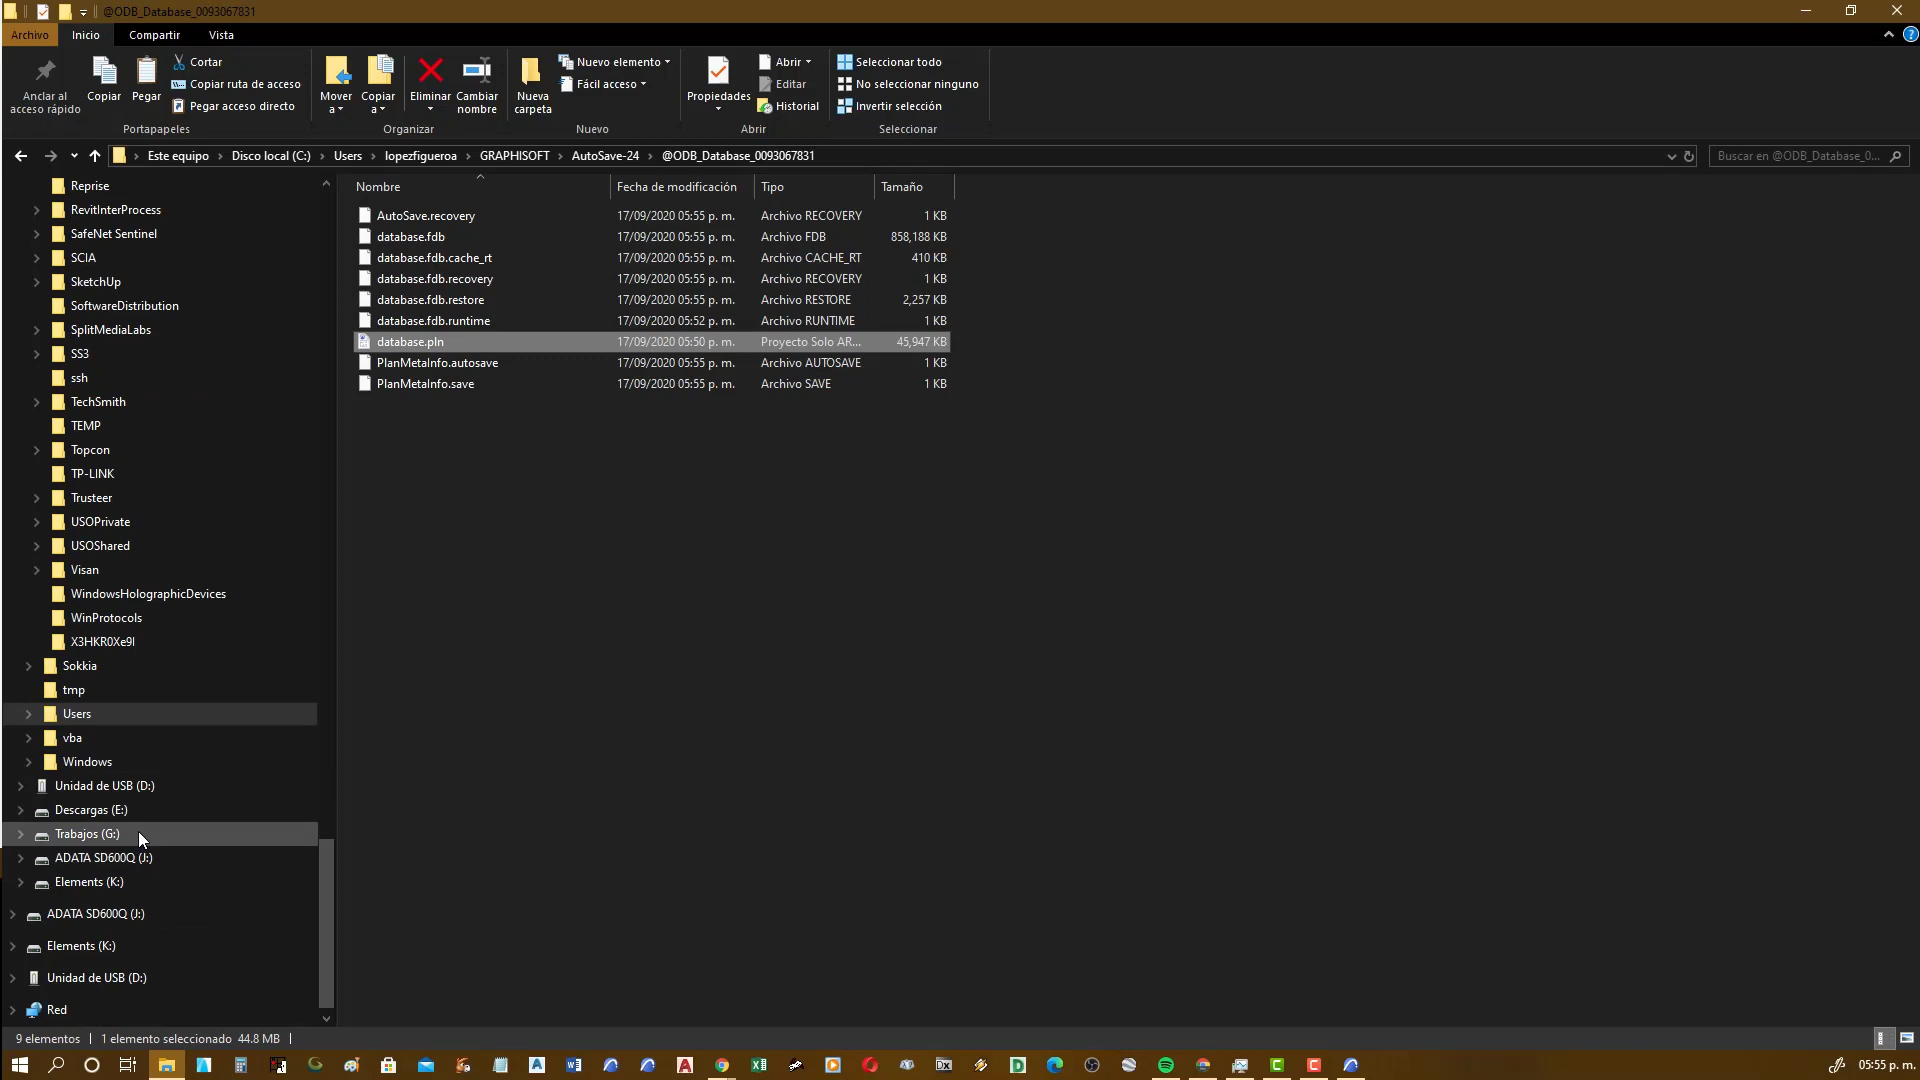 @ODB_Database_0093067831
Archivo Inicio Compartir Vista
Anclar al acceso rápido
Copiar
Pegar
Cortar
Copiar ruta de acceso
Pegar acceso directo
Portapapeles
Mover a
Copiar a
Eliminar
Cambiar nombre
Organizar
Nueva carpeta
Nuevo elemento
Fácil acceso
Nuevo
Propiedades
Abrir
Editar
Historial
Abrir
Seleccionar todo
No seleccionar ninguno
Invertir selección
Seleccionar
Este equipo > Disco local (C:) > Users > lopezfigueroa > GRAPHISOFT > AutoSave-24 > @ODB_Database_0093067831
Buscar en @ODB_Database_0...
Reprise
RevitInterProcess
SafeNet Sentinel
SCIA
SketchUp
SoftwareDistribution
SplitMediaLabs
SS3
ssh
TechSmith
TEMP
Topcon
TP-LINK
Trusteer
USOPrivate
USOShared
Visan
WindowsHolographicDevices
WinProtocols
X3HKR0Xe9I
Sokkia
tmp
Users
vba
Windows
Unidad de USB (D:)
Descargas (E:)
Trabajos (G:)
ADATA SD600Q (J:)
Elements (K:)
ADATA SD600Q (J:)
Elements (K:)
Unidad de USB (D:)
Red
Nombre Fecha de modificación Tipo Tamaño
AutoSave.recovery 17/09/2020 05:55 p. m. Archivo RECOVERY 1 KB
database.fdb 17/09/2020 05:55 p. m. Archivo FDB 858,188 KB
database.fdb.cache_rt 17/09/2020 05:55 p. m. Archivo CACHE_RT 410 KB
database.fdb.recovery 17/09/2020 05:55 p. m. Archivo RECOVERY 1 KB
database.fdb.restore 17/09/2020 05:55 p. m. Archivo RESTORE 2,257 KB
database.fdb.runtime 17/09/2020 05:52 p. m. Archivo RUNTIME 1 KB
database.pln 17/09/2020 05:50 p. m. Proyecto Solo AR... 45,947 KB
PlanMetaInfo.autosave 17/09/2020 05:55 p. m. Archivo AUTOSAVE 1 KB
PlanMetaInfo.save 17/09/2020 05:55 p. m. Archivo SAVE 1 KB
9 elementos 1 elemento seleccionado 44.8 MB
05:55 p. m.